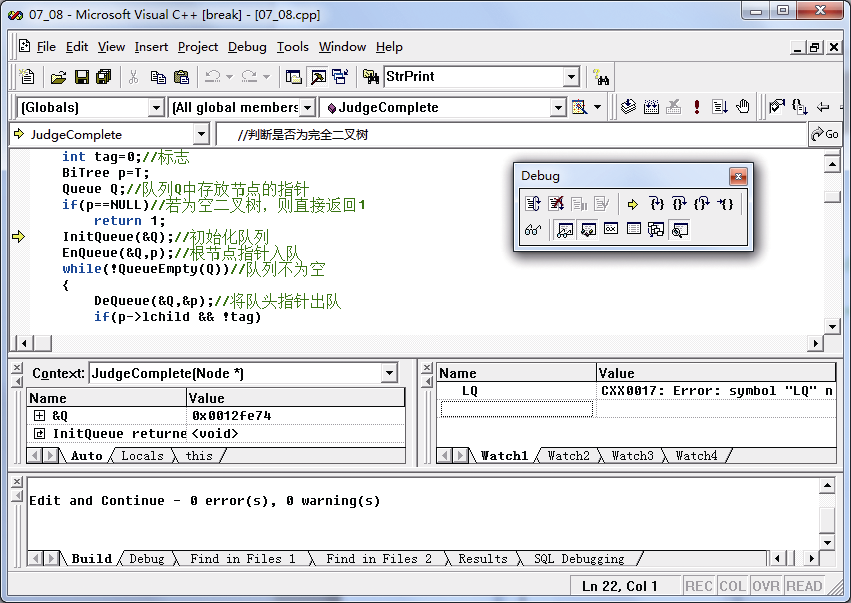 07_08 - Microsoft Visual C++ [break] - [07_08.cpp]
File Edit View Insert Project Debug Tools Window Help
StrPrint
(Globals) (All global members JudgeComplete
JudgeComplete //判断是否为完全二叉树 Go
int tag=0;//标志
BiTree p=T;
Queue Q;//队列Q中存放节点的指针
if(p==NULL)//若为空二叉树，则直接返回1
return 1;
InitQueue(&Q);//初始化队列
EnQueue(&Q,p);//根节点指针入队
while(!QueueEmpty(Q))//队列不为空
{
DeQueue(&Q,&p);//将队头指针出队
if(p->lchild && !tag)
Debug
Context: JudgeComplete(Node *)
Name Value
&Q 0x0012fe74
InitQueue returne <void>
Auto Locals this
Name Value
LQ CXX0017: Error: symbol "LQ" n
Watch1 Watch2 Watch3 Watch4
Edit and Continue - 0 error(s), 0 warning(s)
Build Debug Find in Files 1 Find in Files 2 Results SQL Debugging
Ln 22, Col 1 REC COL OVR READ